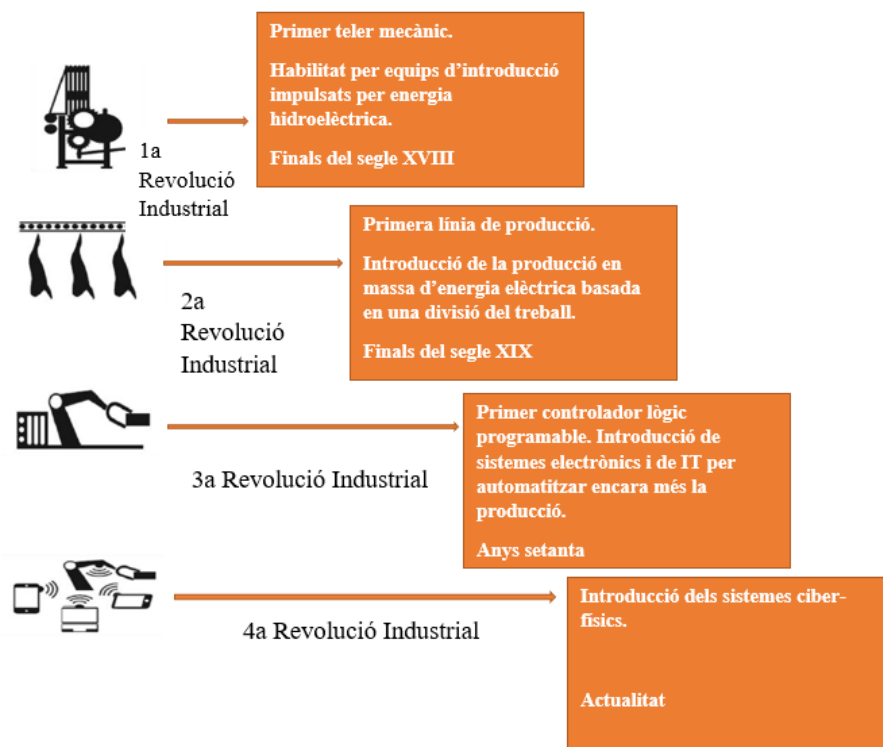 Primer teler mecànic.
Habilitat per equips d’introducció
impulsats per energia
hidroelèctrica.
Finals del segle XVIII
1a
Revolució
Industrial
Primera línia de producció.
Introducció de la producció en
massa d’energia elèctrica basada
en una divisió del treball.
Finals del segle XIX
2a
Revolució
Industrial
Primer controlador lògic
programable. Introducció de
sistemes electrònics i de IT per
automatitzar encara més la
producció.
Anys setanta
3a Revolució Industrial
Introducció dels sistemes ciber-
físics.
Actualitat
4a Revolució Industrial